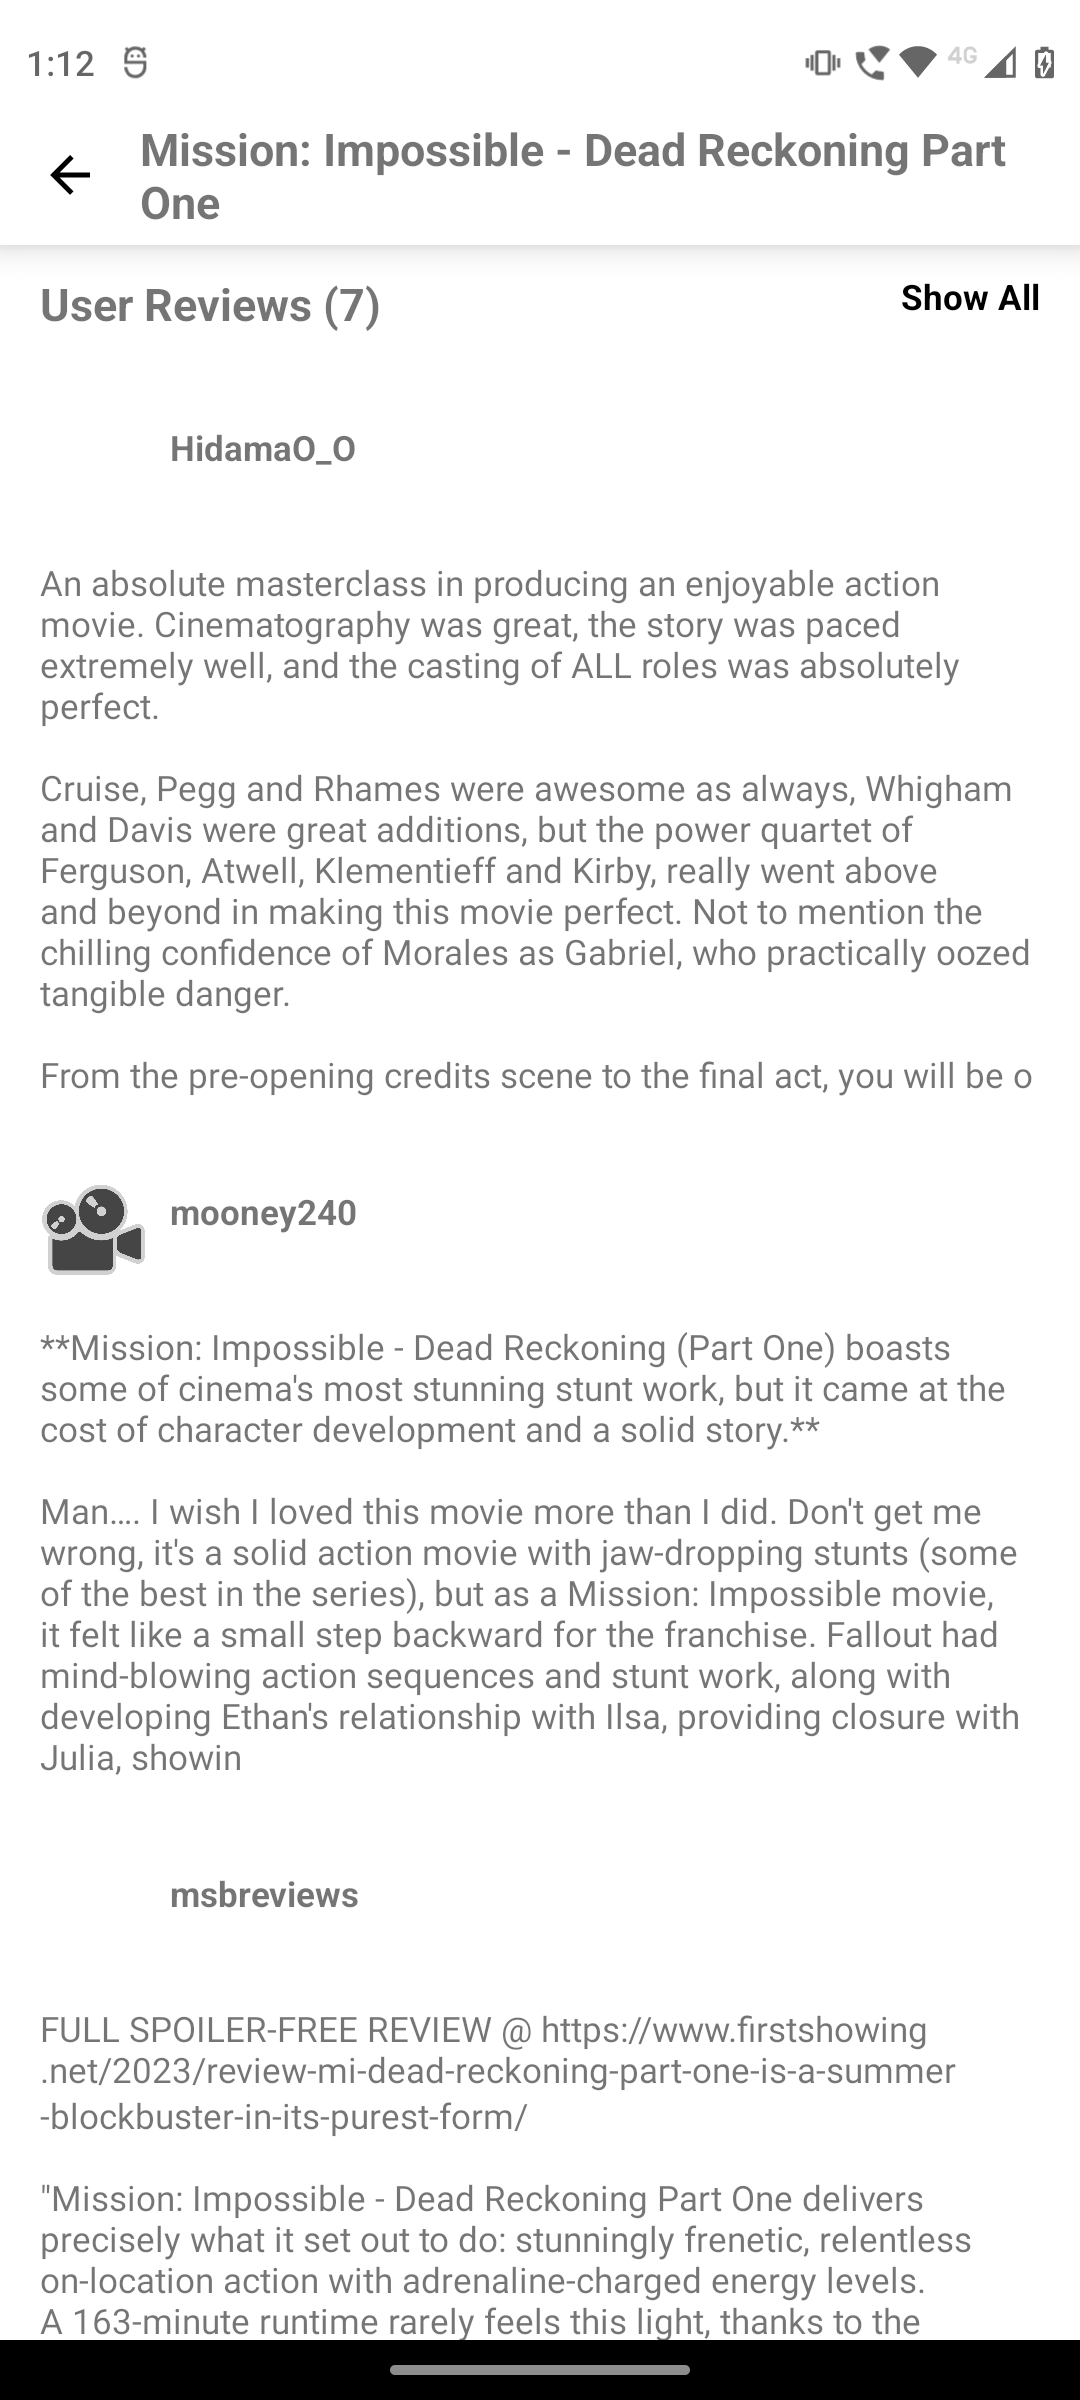 1:12
4G
Mission: Impossible - Dead Reckoning Part
One
User Reviews (7)
Show All
HidamaO_O
An absolute masterclass in producing an enjoyable action
movie. Cinematography was great, the story was paced
extremely well, and the casting of ALL roles was absolutely
perfect.
Cruise, Pegg and Rhames were awesome as always, Whigham
and Davis were great additions, but the power quartet of
Ferguson, Atwell, Klementieff and Kirby, really went above
and beyond in making this movie perfect. Not to mention the
chilling confidence of Morales as Gabriel, who practically oozed
tangible danger.
From the pre-opening credits scene to the final act, you will be o
mooney240
**Mission: Impossible - Dead Reckoning (Part One) boasts
some of cinema's most stunning stunt work, but it came at the
cost of character development and a solid story.**
Man.... I wish I loved this movie more than I did. Don't get me
wrong, it's a solid action movie with jaw-dropping stunts (some
of the best in the series), but as a Mission: Impossible movie,
it felt like a small step backward for the franchise. Fallout had
mind-blowing action sequences and stunt work, along with
developing Ethan's relationship with Ilsa, providing closure with
Julia, showin
msbreviews
FULL SPOILER-FREE REVIEW @ https://www.firstshowing
.net/2023/review-mi-dead-reckoning-part-one-is-a-summer
-blockbuster-in-its-purest-form/
"Mission: Impossible - Dead Reckoning Part One delivers
precisely what it set out to do: stunningly frenetic, relentless
on-location action with adrenaline-charged energy levels.
A 163-minute runtime rarely feels this light, thanks to the